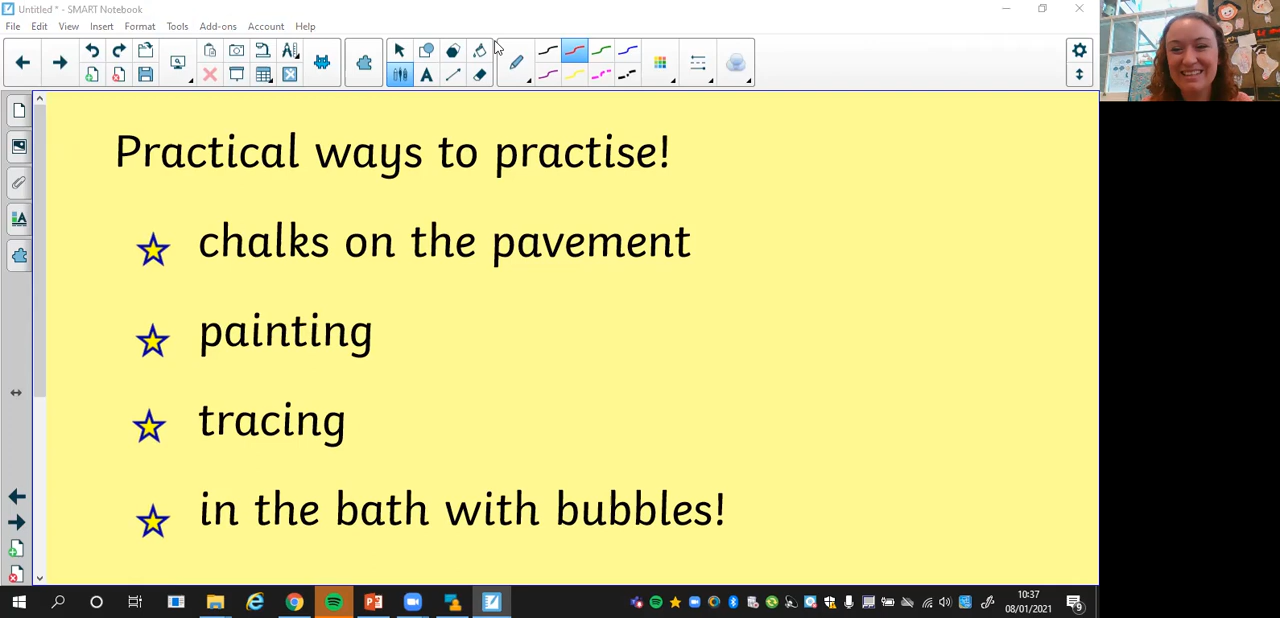 Untitled * - SMART Notebook
File Edit View Insert Format Tools Add-ons Account Help
Practical ways to practise!
chalks on the pavement
painting
tracing
in the bath with bubbles!
10:37
08/01/2021
9